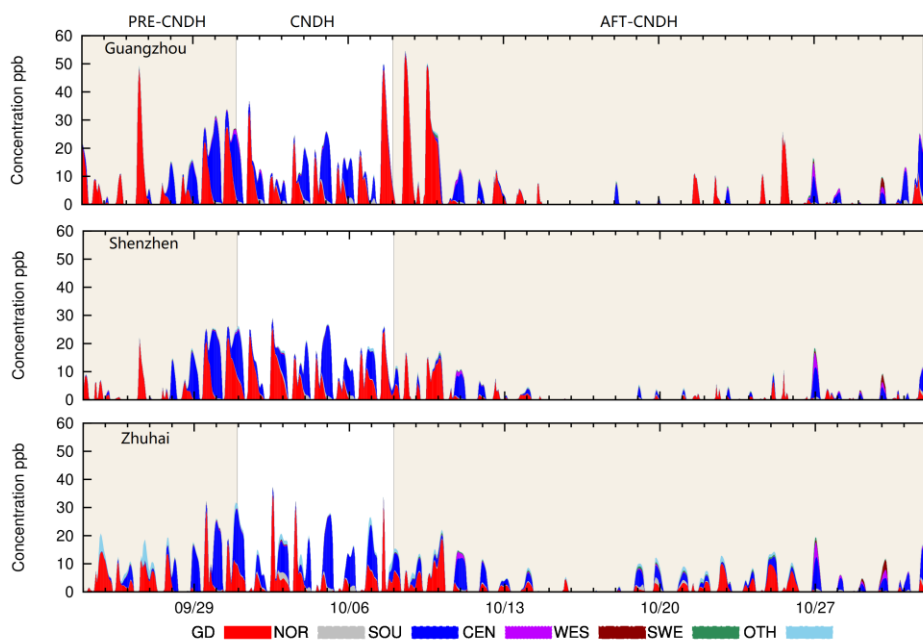 PRE-CNDH CNDH AFT-CNDH
60
Guangzhou
50
40
30
20
10
0
Concentration ppb
60
Shenzhen
50
40
30
20
10
0
Concentration ppb
60
Zhuhai
50
40
30
20
10
0
Concentration ppb
09/29 10/06 10/13 10/20 10/27
GD NOR SOU CEN WES SWE OTH